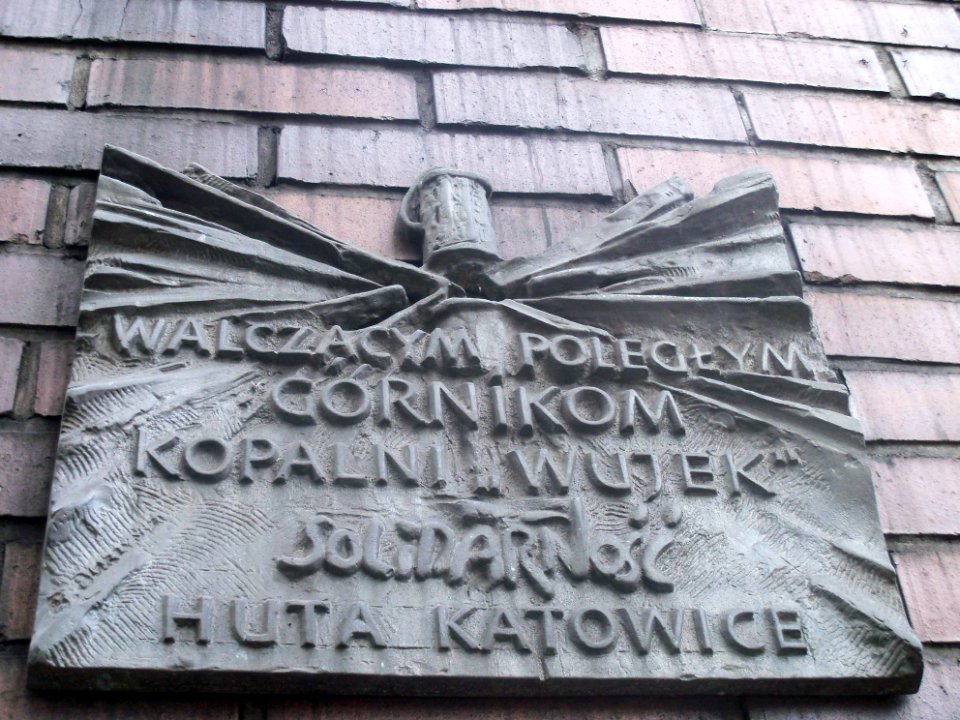 WALCZĄCYM POLEGŁYM
GÓRNIKOM
KOPALNI „WUJEK”
SOLiDARNOŚĆ
HUTA KATOWICE